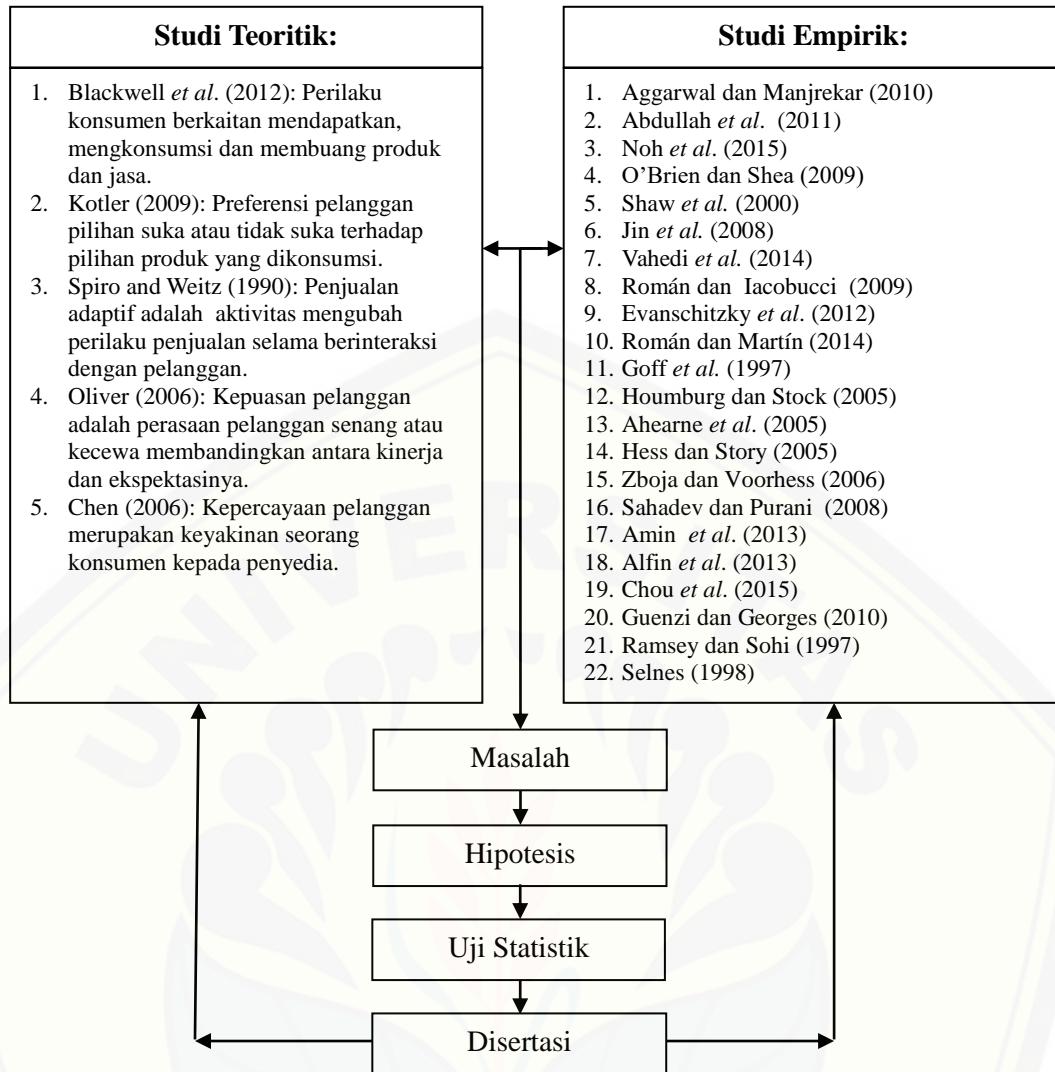 Studi Teoritik:
1. Blackwell et al. (2012): Perilaku
konsumen berkaitan mendapatkan,
mengkonsumsi dan membuang produk
dan jasa.
2. Kotler (2009): Preferensi pelanggan
pilihan suka atau tidak suka terhadap
pilihan produk yang dikonsumsi.
3. Spiro and Weitz (1990): Penjualan
adaptif adalah aktivitas mengubah
perilaku penjualan selama berinteraksi
dengan pelanggan.
4. Oliver (2006): Kepuasan pelanggan
adalah perasaan pelanggan senang atau
kecewa membandingkan antara kinerja
dan ekspektasinya.
5. Chen (2006): Kepercayaan pelanggan
merupakan keyakinan seorang
konsumen kepada penyedia.
Studi Empirik:
1. Aggarwal dan Manjrekar (2010)
2. Abdullah et al. (2011)
3. Noh et al. (2015)
4. O’Brien dan Shea (2009)
5. Shaw et al. (2000)
6. Jin et al. (2008)
7. Vahedi et al. (2014)
8. Román dan Iacobucci (2009)
9. Evanschitzky et al. (2012)
10. Román dan Martín (2014)
11. Goff et al. (1997)
12. Houmburg dan Stock (2005)
13. Ahearne et al. (2005)
14. Hess dan Story (2005)
15. Zboja dan Voorhess (2006)
16. Sahadev dan Purani (2008)
17. Amin et al. (2013)
18. Alfin et al. (2013)
19. Chou et al. (2015)
20. Guenzi dan Georges (2010)
21. Ramsey dan Sohi (1997)
22. Selnes (1998)
Masalah
Hipotesis
Uji Statistik
Disertasi
UNIVERSITAS